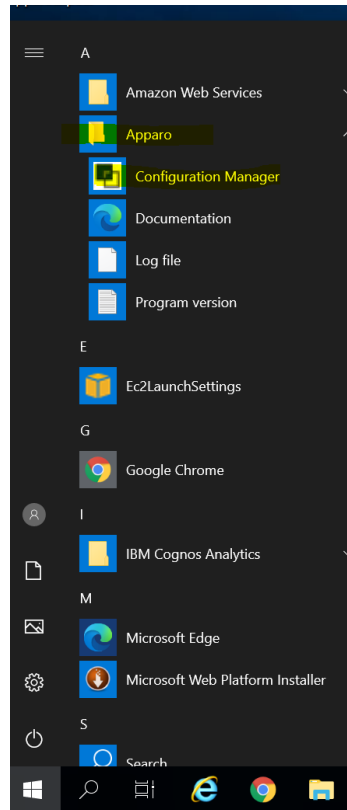 A
Amazon Web Services
Apparo
Configuration Manager
Documentation
Log file
Program version
E
Ec2LaunchSettings
G
Google Chrome
I
IBM Cognos Analytics
M
Microsoft Edge
Microsoft Web Platform Installer
S
Search